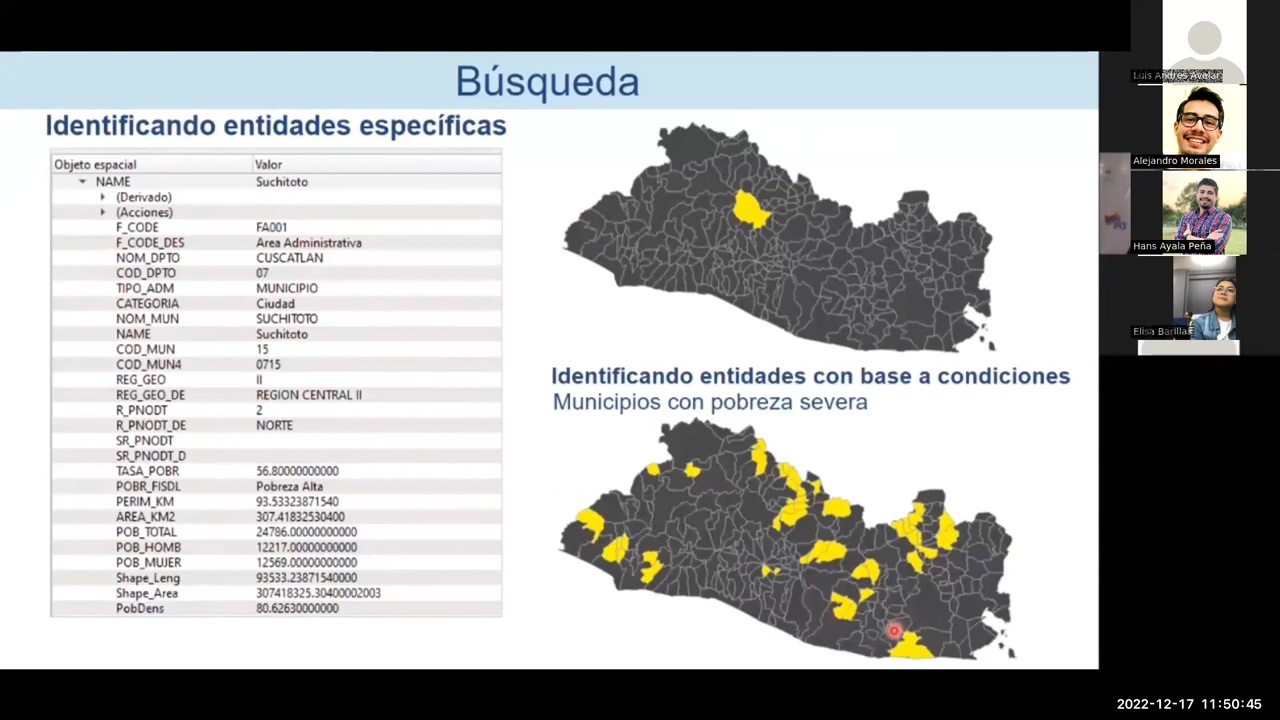 Búsqueda
Identificando entidades específicas
Objeto espacial Valor
NAME Suchitoto
(Derivado)
(Acciones)
F_CODE FA001
F_CODE_DES Area Administrativa
NOM_DPTO CUSCATLAN
COD_DPTO 07
TIPO_ADM MUNICIPIO
CATEGORIA Ciudad
NOM_MUN SUCHITOTO
NAME Suchitoto
COD_MUN 15
COD_MUN4 0715
REG_GEO II
REG_GEO_DE REGION CENTRAL II
R_PNODT 2
R_PNODT_DE NORTE
SR_PNODT
SR_PNODT_D
TASA_POBR 56.80000000000
POBR_FISDL Pobreza Alta
PERIM_KM 93.53323871540
AREA_KM2 307.41832530400
POB_TOTAL 24786.00000000000
POB_HOMB 12217.00000000000
POB_MUJER 12569.00000000000
Shape_Leng 93533.23871540000
Shape_Area 307418325.30400002003
PobDens 80.62630000000
Identificando entidades con base a condiciones
Municipios con pobreza severa
Luis Andrés Avelar
Alejandro Morales
Hans Ayala Peña
Elisa Barillas
2022-12-17 11:50:45